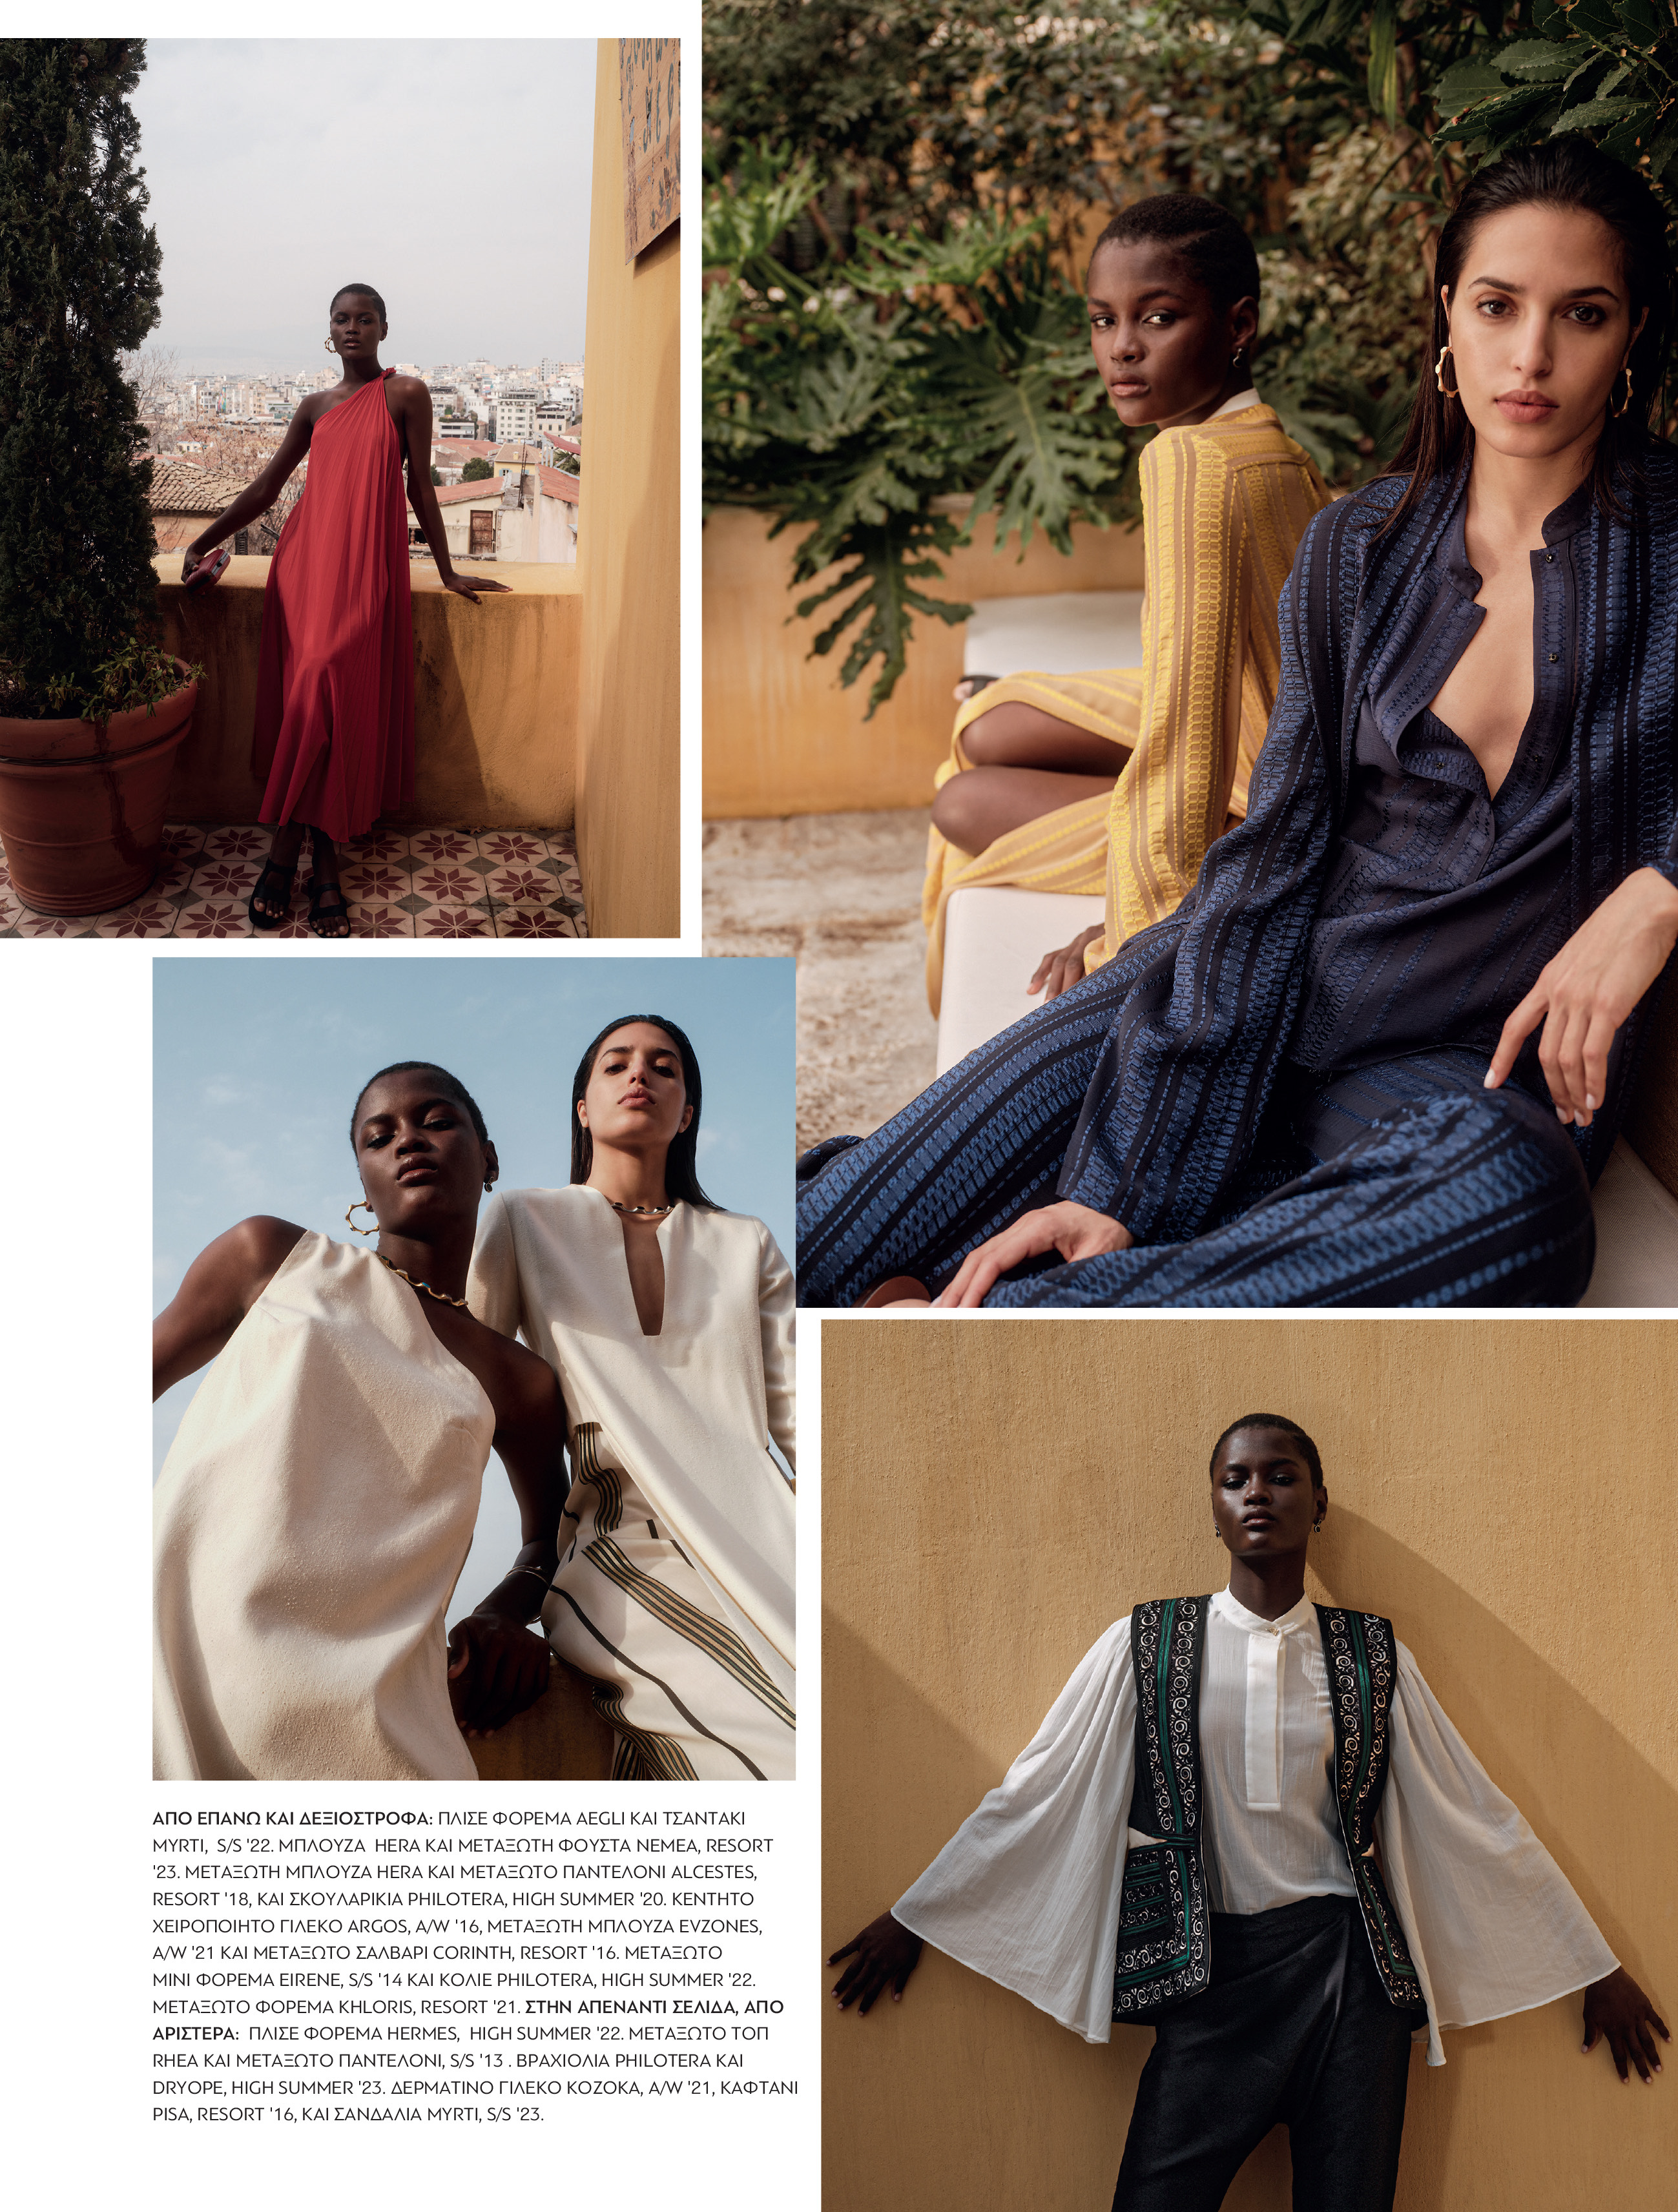 ΑΠΟ ΕΠΑΝΩ ΚΑΙ ΔΕΞΙΟΣΤΡΟΦΑ: ΠΛΙΣΕ ΦΟΡΕΜΑ AEGLI ΚΑΙ ΤΣΑΝΤΑΚΙ
MYRTI, S/S '22. ΜΠΛΟΥΖΑ HERA ΚΑΙ ΜΕΤΑΞΩΤΗ ΦΟΥΣΤΑ NEMEA, RESORT
'23. ΜΕΤΑΞΩΤΗ ΜΠΛΟΥΖΑ HERA ΚΑΙ ΜΕΤΑΞΩΤΟ ΠΑΝΤΕΛΟΝΙ ALCESTES,
RESORT '18, ΚΑΙ ΣΚΟΥΛΑΡΙΚΙΑ PHILOTERA, HIGH SUMMER '20. ΚΕΝΤΗΤΟ
ΧΕΙΡΟΠΟΙΗΤΟ ΓΙΛΕΚΟ ARGOS, A/W '16, ΜΕΤΑΞΩΤΗ ΜΠΛΟΥΖΑ EVZONES,
A/W '21 ΚΑΙ ΜΕΤΑΞΩΤΟ ΣΑΛΒΑΡΙ CORINTH, RESORT '16. ΜΕΤΑΞΩΤΟ
ΜΙΝΙ ΦΟΡΕΜΑ EIRENE, S/S '14 ΚΑΙ ΚΟΛΙΕ PHILOTERA, HIGH SUMMER '22.
ΜΕΤΑΞΩΤΟ ΦΟΡΕΜΑ KHLORIS, RESORT '21. ΣΤΗΝ ΑΠΕΝΑΝΤΙ ΣΕΛΙΔΑ, ΑΠΟ
ΑΡΙΣΤΕΡΑ: ΠΛΙΣΕ ΦΟΡΕΜΑ HERMES, HIGH SUMMER '22. ΜΕΤΑΞΩΤΟ ΤΟΠ
RHEA ΚΑΙ ΜΕΤΑΞΩΤΟ ΠΑΝΤΕΛΟΝΙ, S/S '13 . ΒΡΑΧΙΟΛΙΑ PHILOTERA ΚΑΙ
DRYOPE, HIGH SUMMER '23. ΔΕΡΜΑΤΙΝΟ ΓΙΛΕΚΟ KOZOKA, A/W '21, ΚΑΦΤΑΝΙ
PISA, RESORT '16, ΚΑΙ ΣΑΝΔΑΛΙΑ MYRTI, S/S '23.